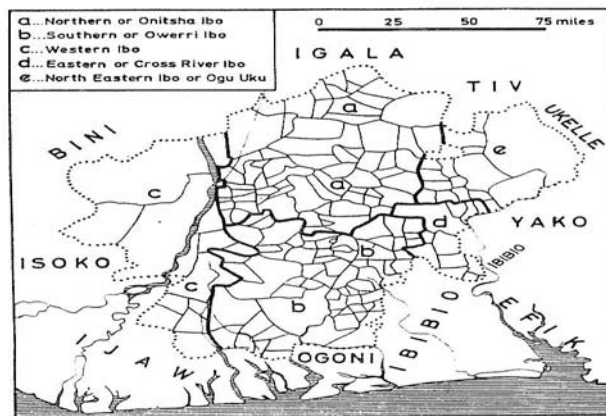 a...Northern or Onitsha Ibo
b...Southern or Owerri Ibo
c...Western Ibo
d...Eastern or Cross River Ibo
e...North Eastern Ibo or Ogu Uku
0 25 50 75 miles
IGALA
TIV
UKELLE
BINI
a
e
c
a
d
YAKO
b
ISOKO
IBIBIO
c
b
IJAW
OGONI
IBIBIO
EFIK